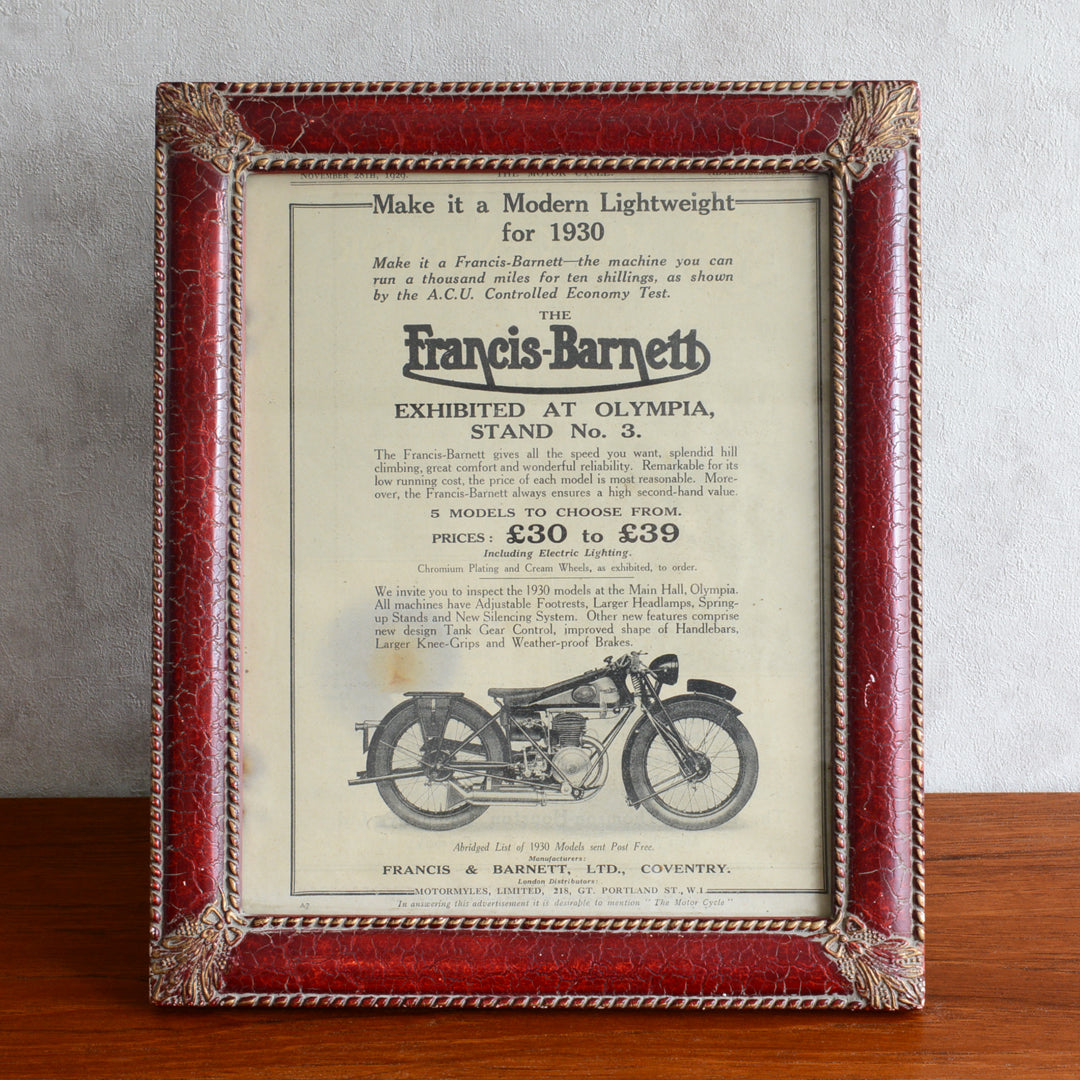 NOVEMBER 28TH, 1929. THE MOTOR CYCLE.
Make it a Modern Lightweight
for 1930
Make it a Francis-Barnett—the machine you can
run a thousand miles for ten shillings, as shown
by the A.C.U. Controlled Economy Test.
THE
Francis-Barnett
EXHIBITED AT OLYMPIA,
STAND No. 3.
The Francis-Barnett gives all the speed you want, splendid hill
climbing, great comfort and wonderful reliability. Remarkable for its
low running cost, the price of each model is most reasonable. More-
over, the Francis-Barnett always ensures a high second-hand value.
5 MODELS TO CHOOSE FROM.
PRICES: £30 to £39
Including Electric Lighting.
Chromium Plating and Cream Wheels, as exhibited, to order.
We invite you to inspect the 1930 models at the Main Hall, Olympia.
All machines have Adjustable Footrests, Larger Headlamps, Spring-
up Stands and New Silencing System. Other new features comprise
new design Tank Gear Control, improved shape of Handlebars,
Larger Knee-Grips and Weather-proof Brakes.
Abridged List of 1930 Models sent Post Free.
Manufacturers:
FRANCIS & BARNETT, LTD., COVENTRY.
London Distributors:
MOTORMYLES, LIMITED, 218, GT. PORTLAND ST., W.1
A7 In answering this advertisement it is desirable to mention "The Motor Cycle"